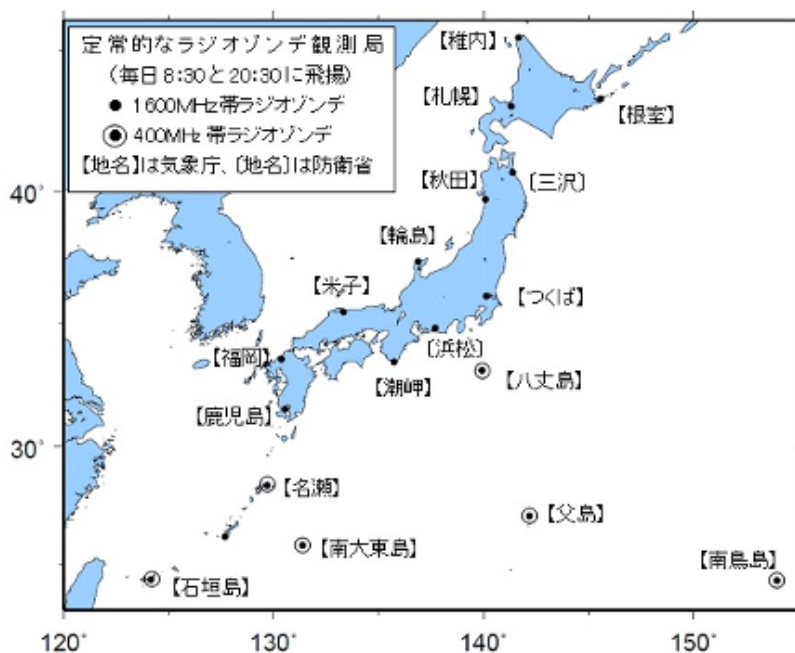 定常的なラジオゾンデ観測局
(毎日8:30と20:30に飛揚)
● 1600MHz帯ラジオゾンデ
◉ 400MHz帯ラジオゾンデ
【地名】は気象庁、〔地名〕は防衛省
【稚内】
【札幌】
【根室】
40°
【秋田】
〔三沢〕
【輪島】
【米子】
【つくば】
【福岡】
〔浜松〕
【潮岬】
【八丈島】
【鹿児島】
30°
【名瀬】
【父島】
【南大東島】
【南鳥島】
【石垣島】
120°
130°
140°
150°